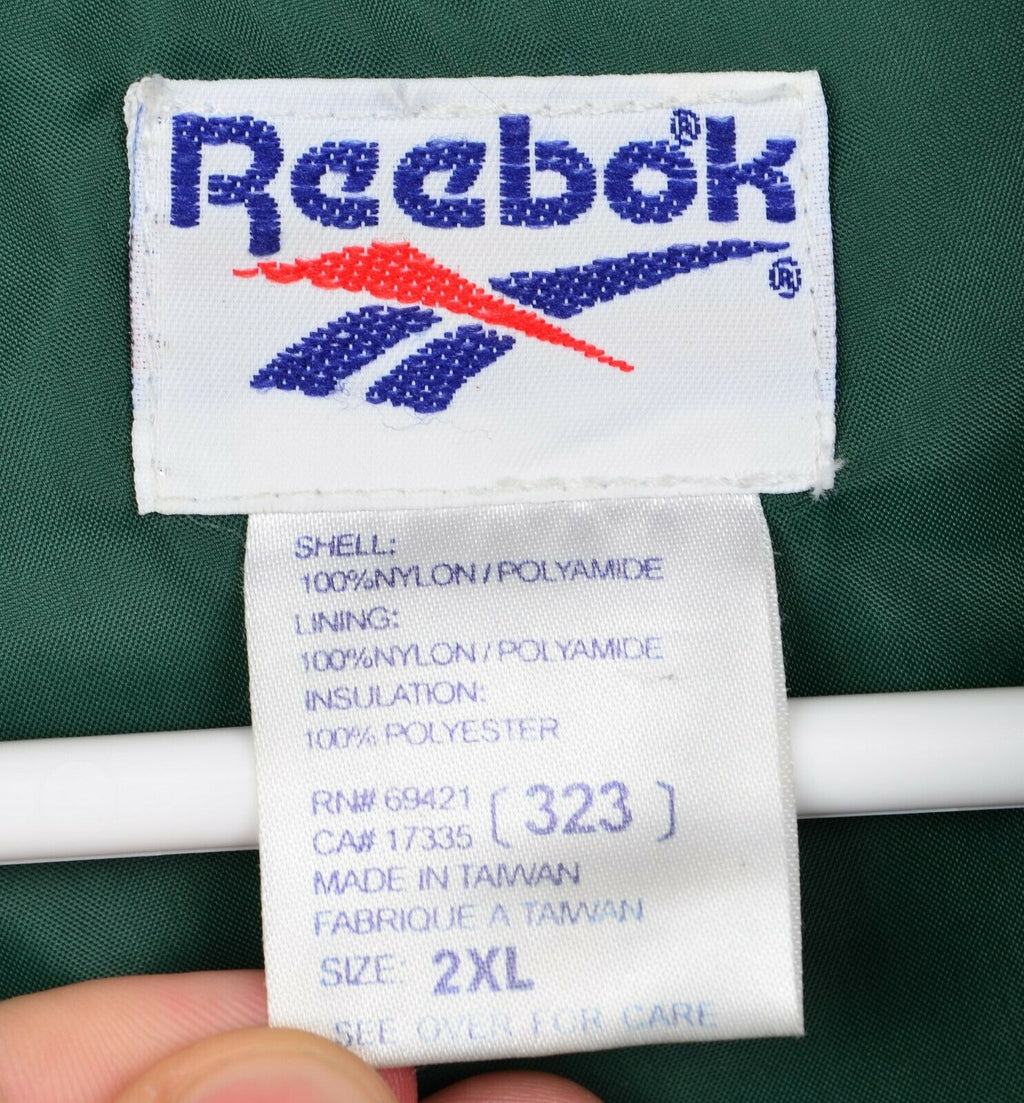 Reebok®
®
SHELL:
100%NYLON/POLYAMIDE
LINING:
100%NYLON/POLYAMIDE
INSULATION:
100% POLYESTER
RN# 69421 [323]
CA# 17335
MADE IN TAIWAN
FABRIQUE A TAIWAN
SIZE: 2XL
SEE OVER FOR CARE